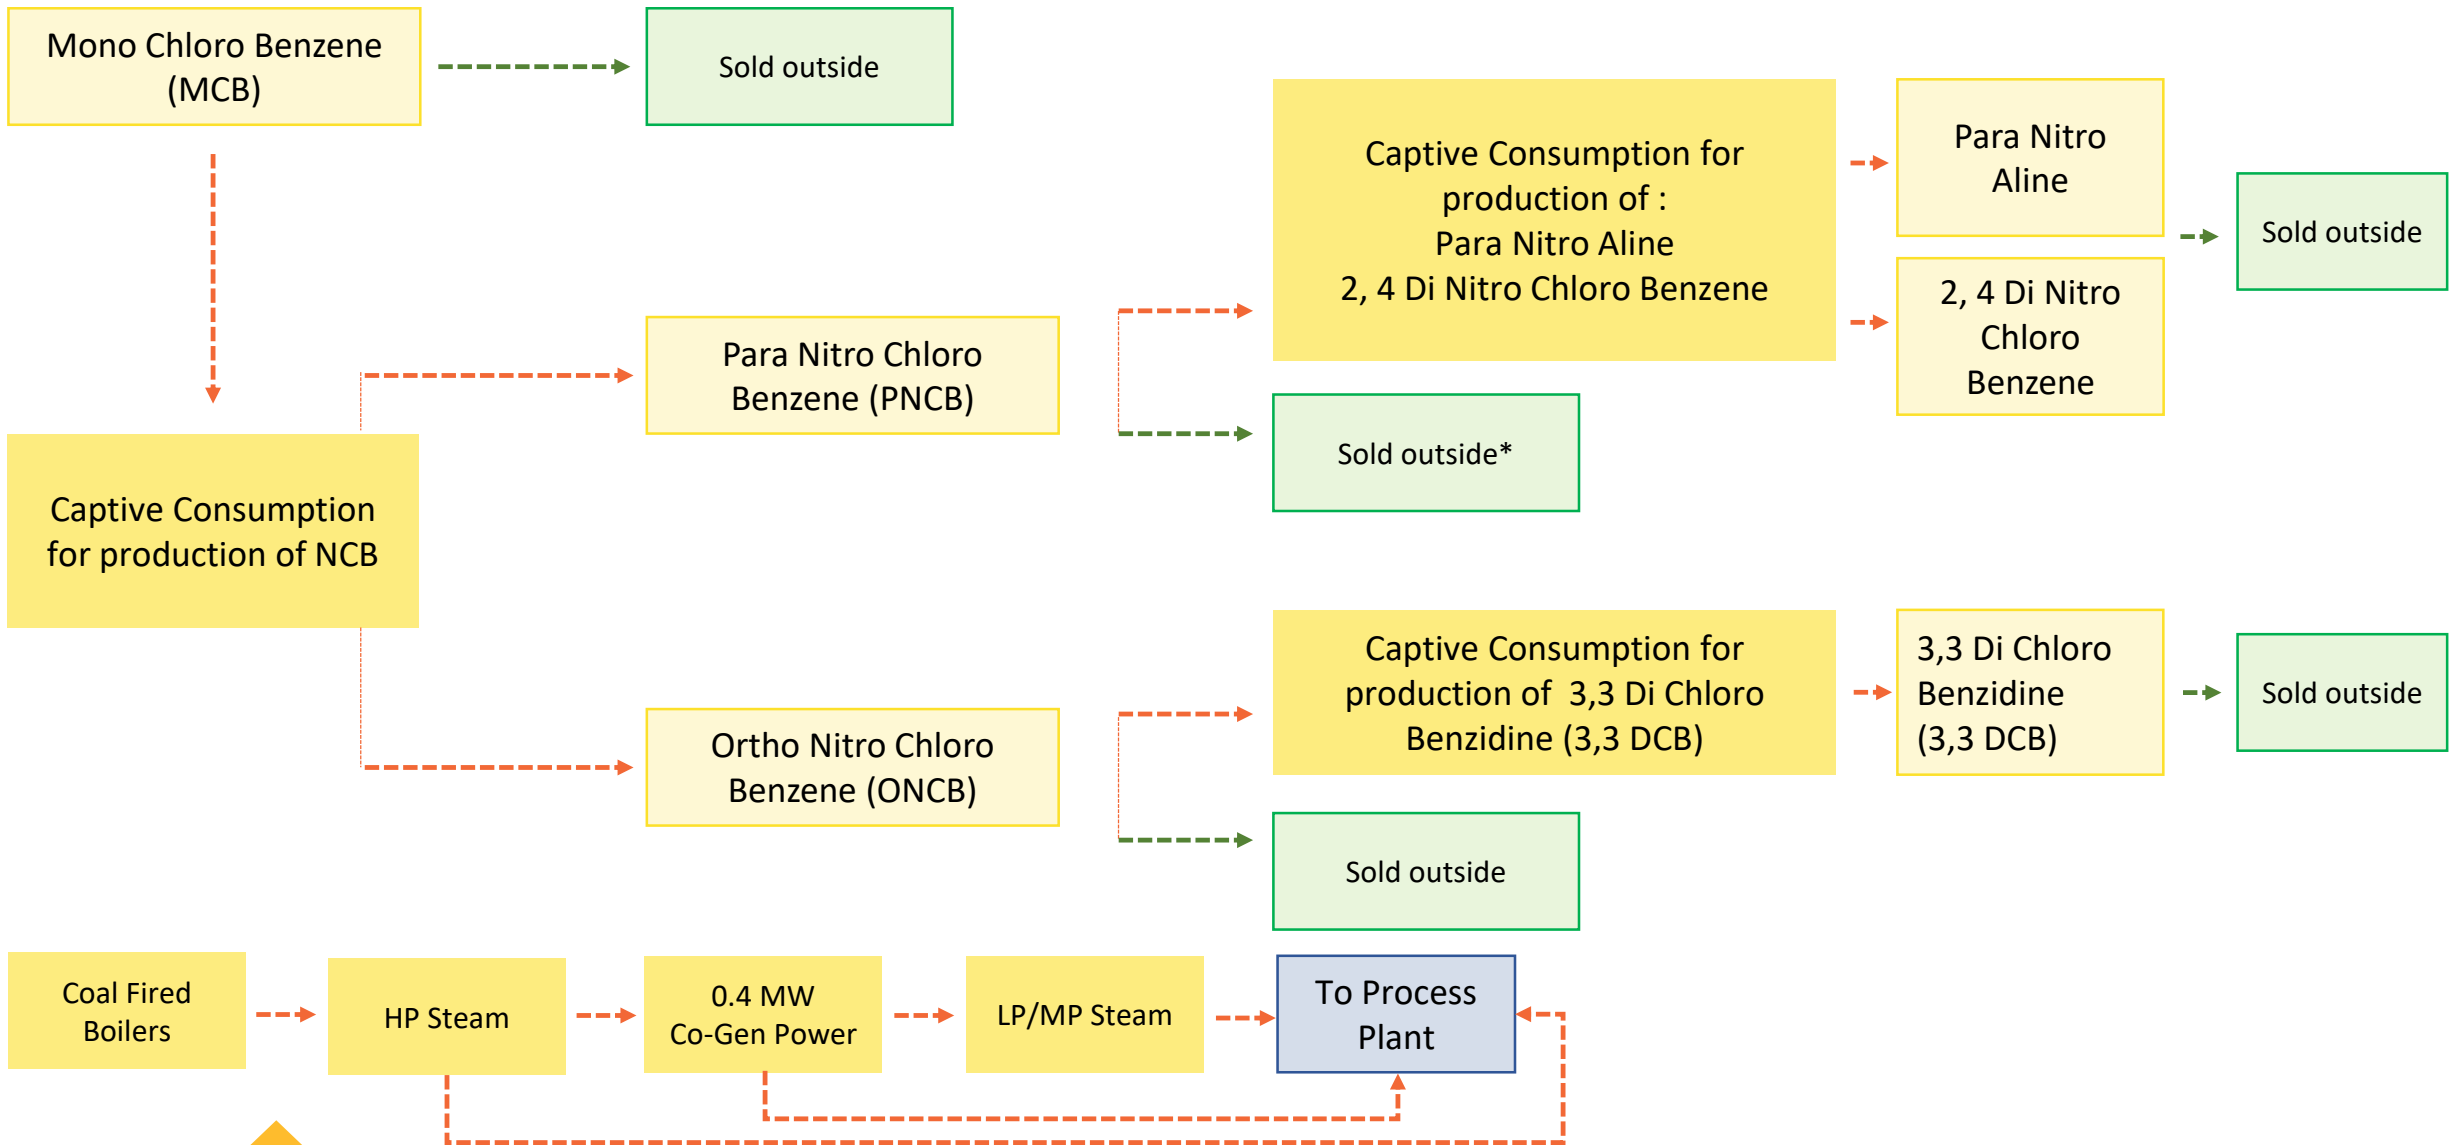 Mono Chloro Benzene
(MCB)
Sold outside
Captive Consumption for
production of :
Para Nitro Aline
2, 4 Di Nitro Chloro Benzene
Para Nitro
Aline
Sold outside
2, 4 Di Nitro
Chloro
Benzene
Para Nitro Chloro
Benzene (PNCB)
Sold outside*
Captive Consumption
for production of NCB
Captive Consumption for
production of  3,3 Di Chloro
Benzidine (3,3 DCB)
3,3 Di Chloro
Benzidine
(3,3 DCB)
Sold outside
Ortho Nitro Chloro
Benzene (ONCB)
Sold outside
Coal Fired
Boilers
HP Steam
0.4 MW
Co-Gen Power
LP/MP Steam
To Process
Plant